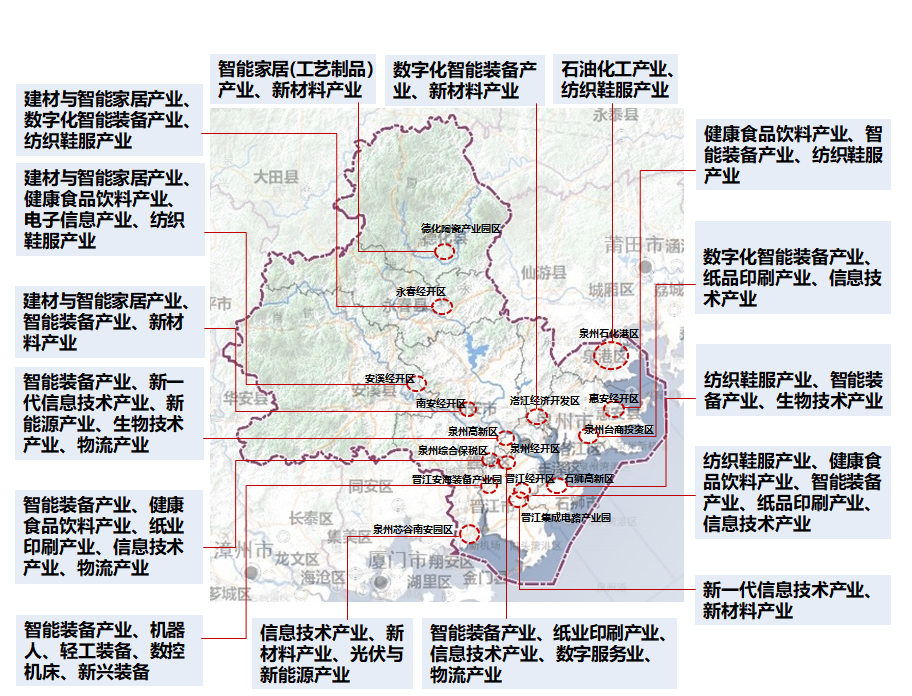 智能家居(工艺制品)
产业、新材料产业
数字化智能装备产
业、新材料产业
石油化工产业、
纺织鞋服产业
建材与智能家居产业、
数字化智能装备产业、
纺织鞋服产业
健康食品饮料产业、智
能装备产业、纺织鞋服
产业
建材与智能家居产业、
健康食品饮料产业、
电子信息产业、纺织
鞋服产业
数字化智能装备产业、
纸品印刷产业、信息技
术产业
建材与智能家居产业、
智能装备产业、新材
料产业
纺织鞋服产业、智能装
备产业、生物技术产业
智能装备产业、新一
代信息技术产业、新
能源产业、生物技术
产业、物流产业
纺织鞋服产业、健康食
品饮料产业、智能装备
产业、纸品印刷产业、
信息技术产业
智能装备产业、健康
食品饮料产业、纸业
印刷产业、信息技术
产业、物流产业
新一代信息技术产业、
新材料产业
智能装备产业、机器
人、轻工装备、数控
机床、新兴装备
信息技术产业、新
材料产业、光伏与
新能源产业
智能装备产业、纸业印刷产业、
信息技术产业、数字服务业、
物流产业
永泰县
大田县
德化陶瓷产业园区
德化县
莆田市
涵江
仙游县
永春经开区
永春县
城厢区
荔城
平市
泉州石化港区
泉港区
安溪经开区
安溪县
华安县
南安经开区
洛江经济开发区
惠安经开区
泉州高新区
泉州台商投资区
泉州综合保税区
泉州经开区
晋江安海装备产业园
晋江经开区
石狮高新区
同安区
晋江市
石狮市
晋江集成电路产业园
长泰县
泉州芯谷南安园区
集美区
漳州市
龙文区
厦门市
翔安区
海沧区
湖里区
金门县
芗城区